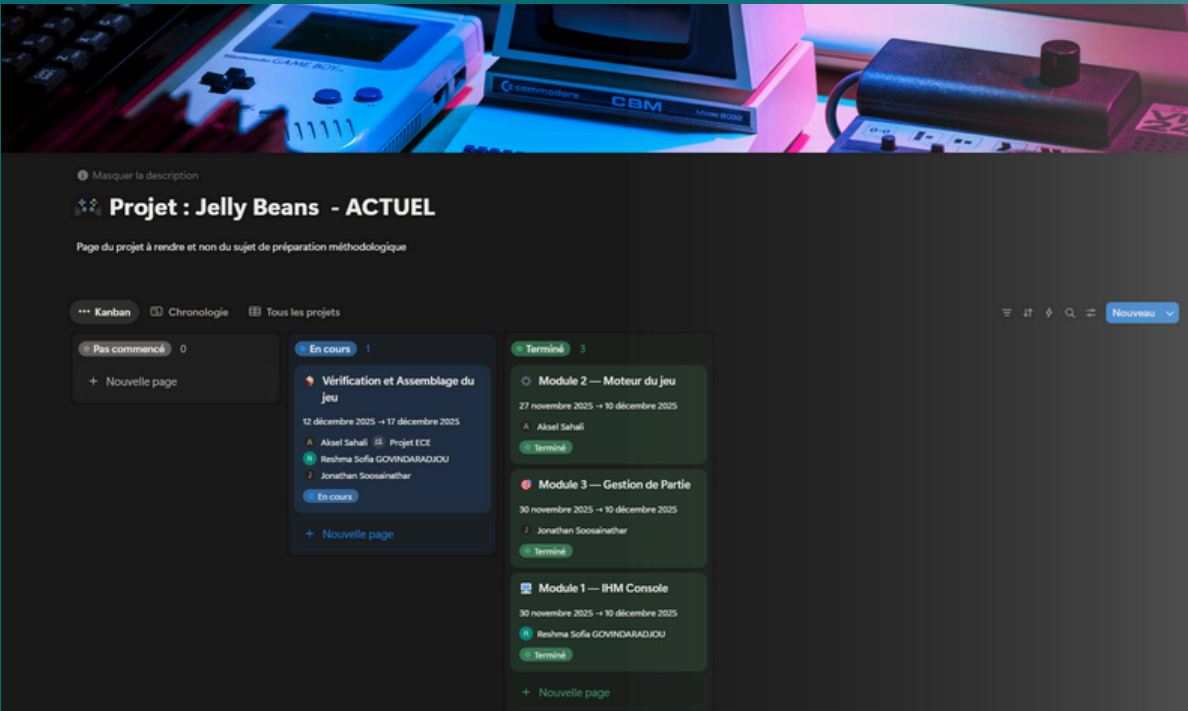 Nintendo GAME BOY
commodore
CBM
Model 8032
Masquer la description
Projet : Jelly Beans - ACTUEL
Page du projet à rendre et non du sujet de préparation méthodologique
Kanban
Chronologie
Tous les projets
Nouveau
Pas commencé 0
+ Nouvelle page
En cours 1
Vérification et Assemblage du
jeu
12 décembre 2025 → 17 décembre 2025
A Aksel Sahali Projet ECE
R Reshma Sofia GOVINDARADJOU
J Jonathan Soosainathar
En cours
+ Nouvelle page
Terminé 3
Module 2 — Moteur du jeu
27 novembre 2025 → 10 décembre 2025
A Aksel Sahali
Terminé
Module 3 — Gestion de Partie
30 novembre 2025 → 10 décembre 2025
J Jonathan Soosainathar
Terminé
Module 1 — IHM Console
30 novembre 2025 → 10 décembre 2025
R Reshma Sofia GOVINDARADJOU
Terminé
+ Nouvelle page